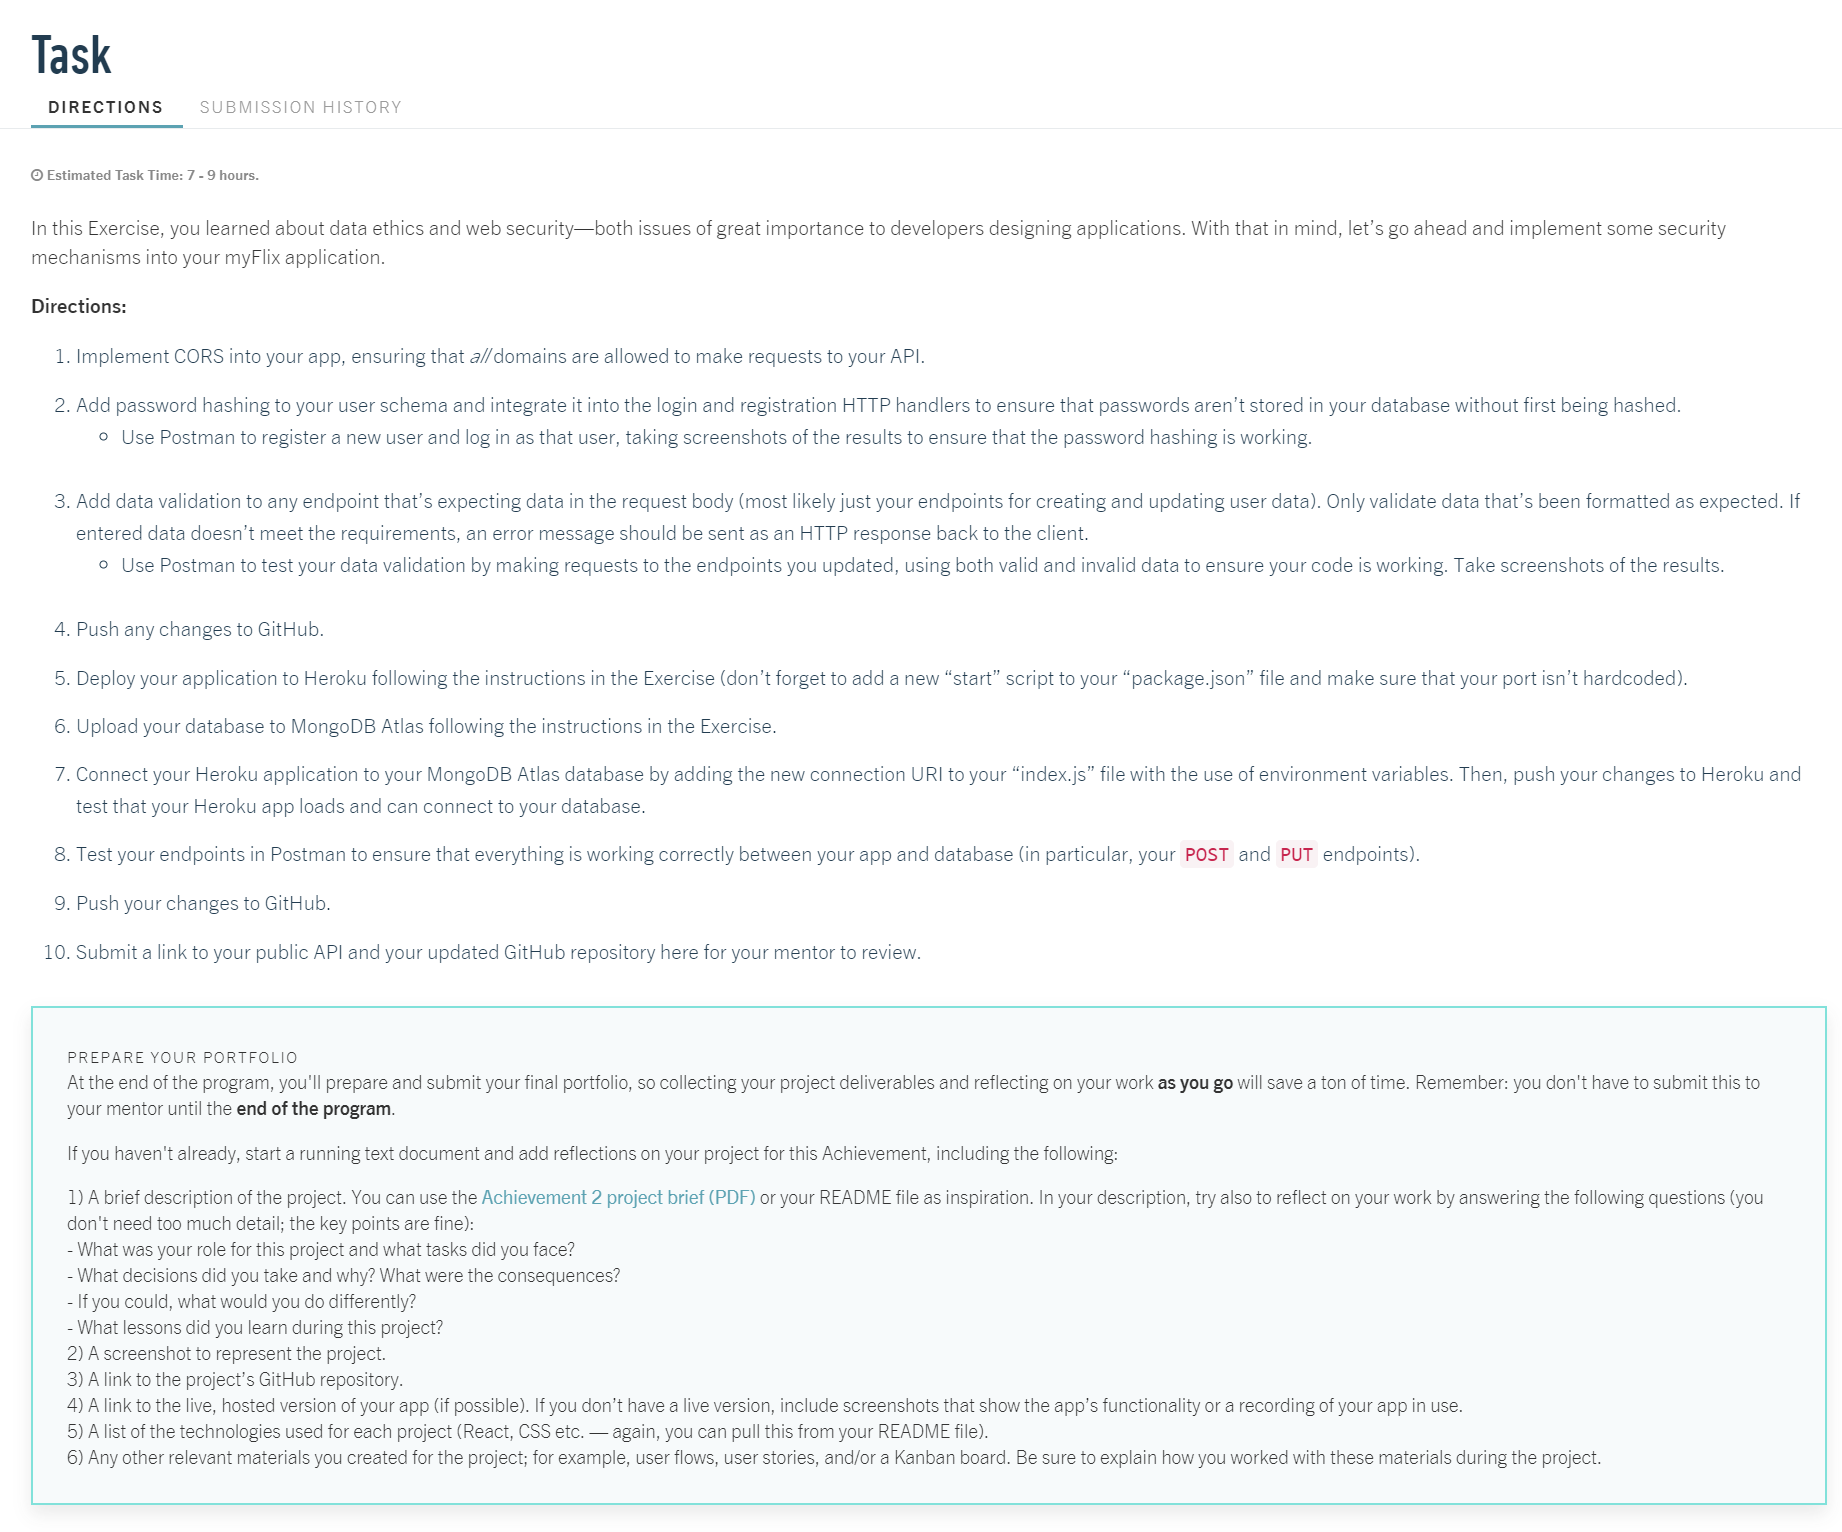 Task
DIRECTIONS SUBMISSION HISTORY
Estimated Task Time: 7 - 9 hours.
In this Exercise, you learned about data ethics and web security—both issues of great importance to developers designing applications. With that in mind, let’s go ahead and implement some security
mechanisms into your myFlix application.
Directions:
1. Implement CORS into your app, ensuring that all domains are allowed to make requests to your API.
2. Add password hashing to your user schema and integrate it into the login and registration HTTP handlers to ensure that passwords aren’t stored in your database without first being hashed.
Use Postman to register a new user and log in as that user, taking screenshots of the results to ensure that the password hashing is working.
3. Add data validation to any endpoint that’s expecting data in the request body (most likely just your endpoints for creating and updating user data). Only validate data that’s been formatted as expected. If
entered data doesn’t meet the requirements, an error message should be sent as an HTTP response back to the client.
Use Postman to test your data validation by making requests to the endpoints you updated, using both valid and invalid data to ensure your code is working. Take screenshots of the results.
4. Push any changes to GitHub.
5. Deploy your application to Heroku following the instructions in the Exercise (don’t forget to add a new “start” script to your “package.json” file and make sure that your port isn’t hardcoded).
6. Upload your database to MongoDB Atlas following the instructions in the Exercise.
7. Connect your Heroku application to your MongoDB Atlas database by adding the new connection URI to your “index.js” file with the use of environment variables. Then, push your changes to Heroku and
test that your Heroku app loads and can connect to your database.
8. Test your endpoints in Postman to ensure that everything is working correctly between your app and database (in particular, your POST and PUT endpoints).
9. Push your changes to GitHub.
10. Submit a link to your public API and your updated GitHub repository here for your mentor to review.
PREPARE YOUR PORTFOLIO
At the end of the program, you'll prepare and submit your final portfolio, so collecting your project deliverables and reflecting on your work as you go will save a ton of time. Remember: you don't have to submit this to
your mentor until the end of the program.
If you haven't already, start a running text document and add reflections on your project for this Achievement, including the following:
1) A brief description of the project. You can use the Achievement 2 project brief (PDF) or your README file as inspiration. In your description, try also to reflect on your work by answering the following questions (you
don't need too much detail; the key points are fine):
- What was your role for this project and what tasks did you face?
- What decisions did you take and why? What were the consequences?
- If you could, what would you do differently?
- What lessons did you learn during this project?
2) A screenshot to represent the project.
3) A link to the project’s GitHub repository.
4) A link to the live, hosted version of your app (if possible). If you don’t have a live version, include screenshots that show the app’s functionality or a recording of your app in use.
5) A list of the technologies used for each project (React, CSS etc. — again, you can pull this from your README file).
6) Any other relevant materials you created for the project; for example, user flows, user stories, and/or a Kanban board. Be sure to explain how you worked with these materials during the project.